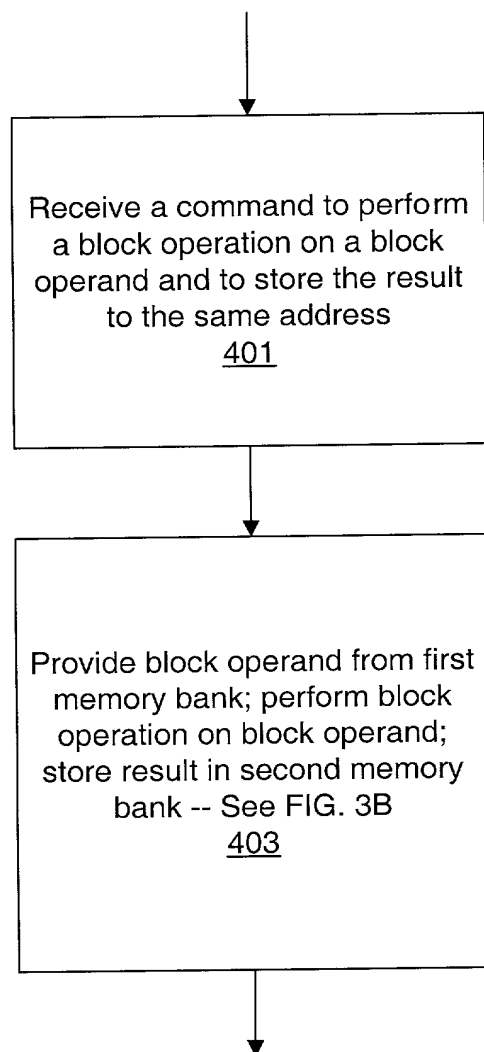 Receive a command to perform
a block operation on a block
operand and to store the result
to the same address
401
Provide block operand from first
memory bank; perform block
operation on block operand;
store result in second memory
bank -- See FIG. 3B
403